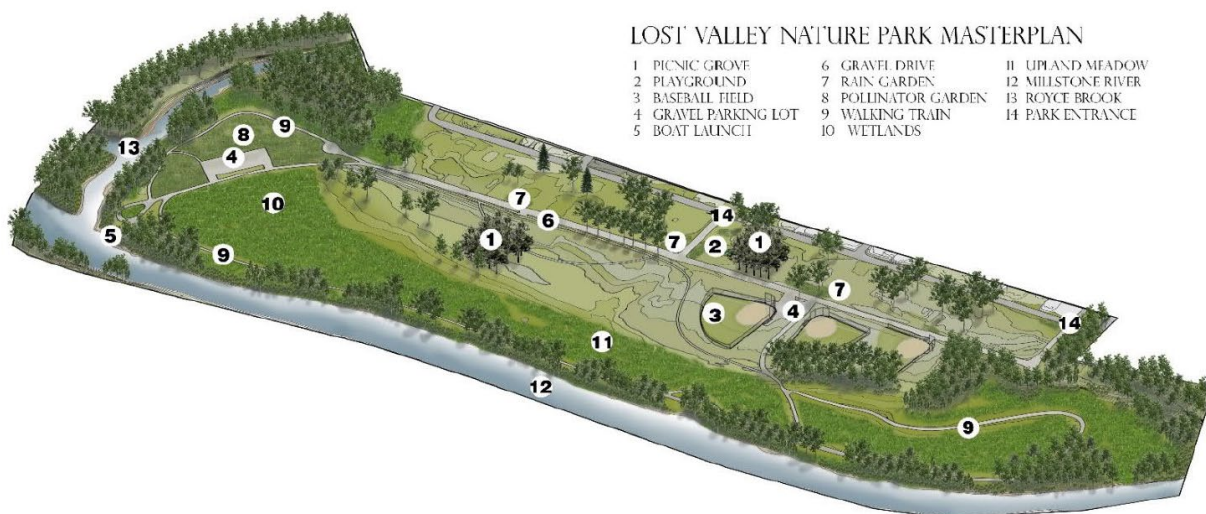 LOST VALLEY NATURE PARK MASTERPLAN
1 PICNIC GROVE
2 PLAYGROUND
3 BASEBALL FIELD
4 GRAVEL PARKING LOT
5 BOAT LAUNCH
6 GRAVEL DRIVE
7 RAIN GARDEN
8 POLLINATOR GARDEN
9 WALKING TRAIN
10 WETLANDS
11 UPLAND MEADOW
12 MILLSTONE RIVER
13 ROYCE BROOK
14 PARK ENTRANCE
8
9
13
4
10
7
6
14
5
9
1
7
2
1
7
3
4
14
11
12
9